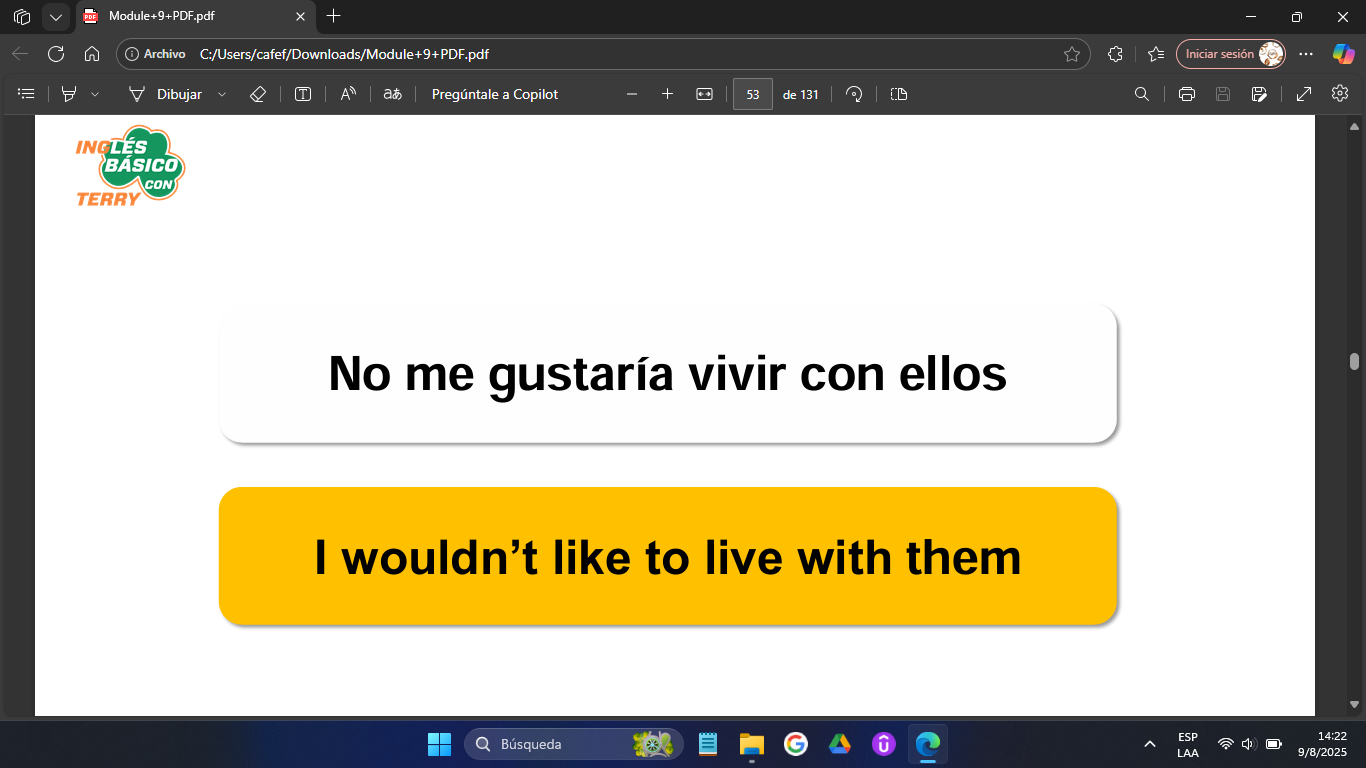 Module+9+PDF.pdf
Archivo C:/Users/cafef/Downloads/Module+9+PDF.pdf
Iniciar sesión
Dibujar
aあ
Pregúntale a Copilot
53 de 131
INGLÉS
BÁSICO
CON
TERRY
No me gustaría vivir con ellos
I wouldn’t like to live with them
Búsqueda
ESP
LAA
14:22
9/8/2025